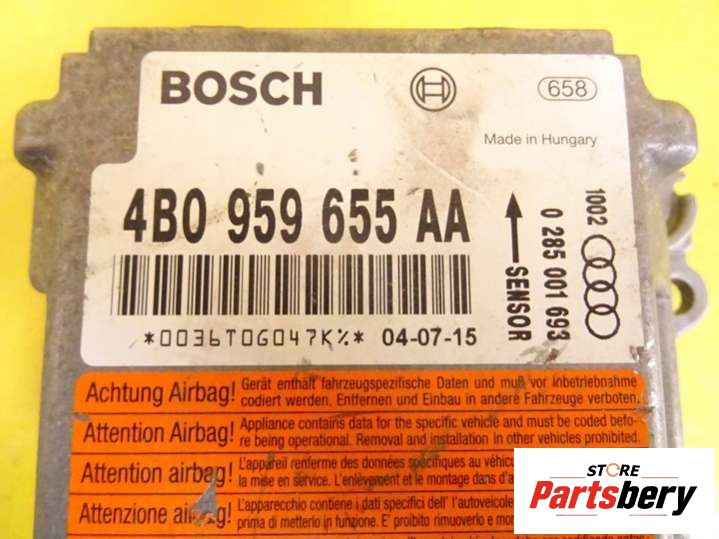 BOSCH
658
Made in Hungary
4B0 959 655 AA
*0036T0G047K%* 04-07-15
SENSOR
0 285 001 693
1002
Achtung Airbag! Gerät enthält fahrzeugspezifische Daten und muß vor Inbetriebnahme
codiert werden. Entfernen und Einbau in andere Fahrzeuge verboten.
Attention Airbag! Appliance contains data for the specific vehicle and must be coded befo-
re being operational. Removal and installation in other vehicles prohibited.
Attention airbag! L'appareil renferme des données spécifiques au véhicu
la mise en service. L'enlèvement et le montage dans d'a
Attenzione airbag! L'apparecchio contiene i dati specifici dell' l'autoveicole
prima di metterlo in funzione. E' proibito rimuoverlo e mon
STORE
Partsbery